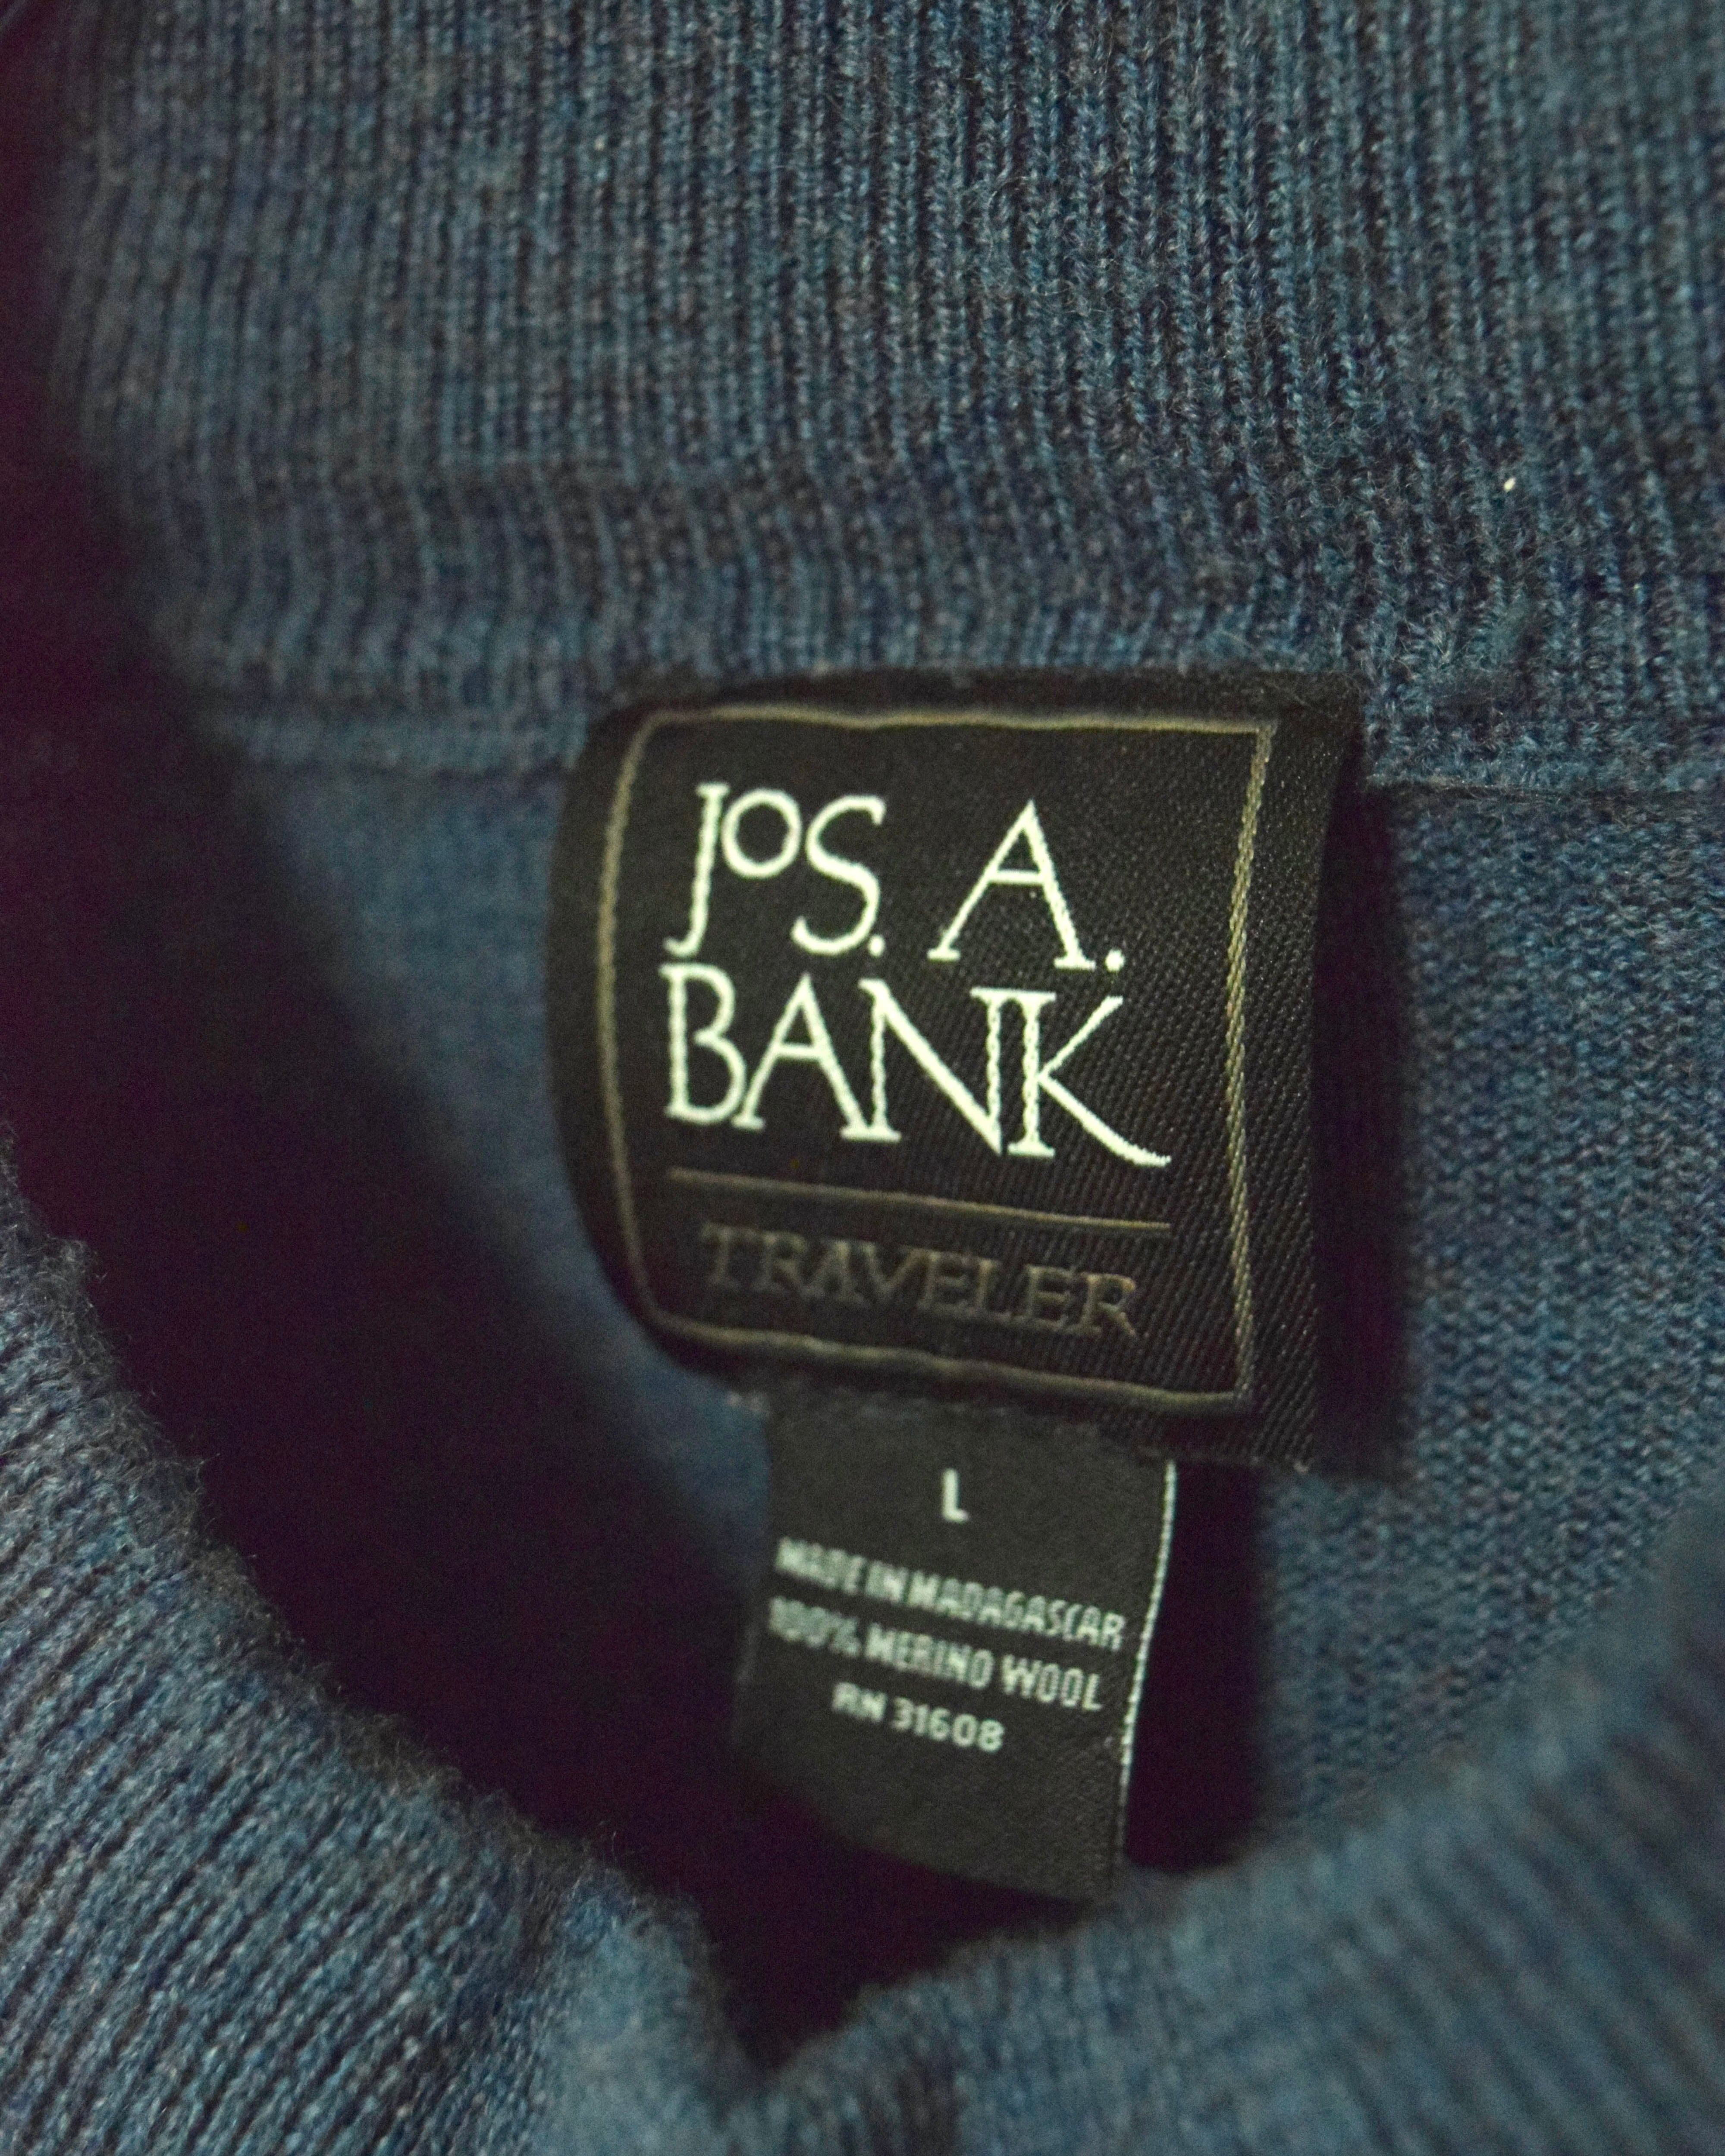 JoS. A.
BANK
TRAVELER
L
MADE IN MADAGASCAR
100% MERINO WOOL
RN 31608